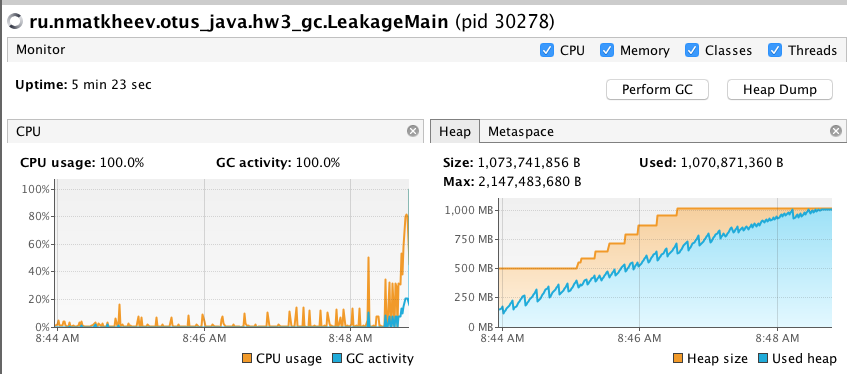 ru.nmatkheev.otus_java.hw3_gc.LeakageMain (pid 30278)
Monitor
CPU
Memory
Classes
Threads
Uptime: 5 min 23 sec
Perform GC
Heap Dump
CPU
CPU usage: 100.0%
GC activity: 100.0%
100%
80%
60%
40%
20%
0%
8:44 AM
8:46 AM
8:48 AM
CPU usage
GC activity
Heap
Metaspace
Size: 1,073,741,856 B
Used: 1,070,871,360 B
Max: 2,147,483,680 B
1,000 MB
750 MB
500 MB
250 MB
0 MB
8:44 AM
8:46 AM
8:48 AM
Heap size
Used heap